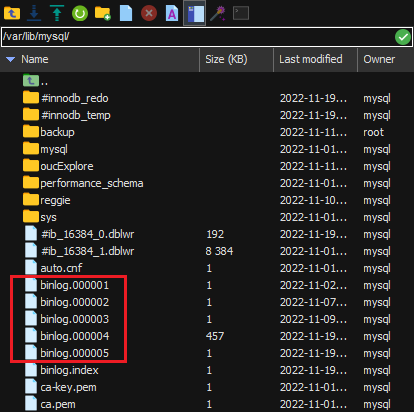 /var/lib/mysql/
Name Size (KB) Last modified Owner
..
#innodb_redo 2022-11-19... mysql
#innodb_temp 2022-11-19... mysql
backup 2022-11-11... root
mysql 2022-11-01... mysql
oucExplore 2022-11-11... mysql
performance_schema 2022-11-01... mysql
reggie 2022-11-10... mysql
sys 2022-11-01... mysql
#ib_16384_0.dblwr 192 2022-11-19... mysql
#ib_16384_1.dblwr 8 384 2022-11-01... mysql
auto.cnf 1 2022-11-01... mysql
binlog.000001 1 2022-11-02... mysql
binlog.000002 1 2022-11-07... mysql
binlog.000003 1 2022-11-09... mysql
binlog.000004 457 2022-11-19... mysql
binlog.000005 1 2022-11-19... mysql
binlog.index 1 2022-11-19... mysql
ca-key.pem 1 2022-11-01... mysql
ca.pem 1 2022-11-01... mysql